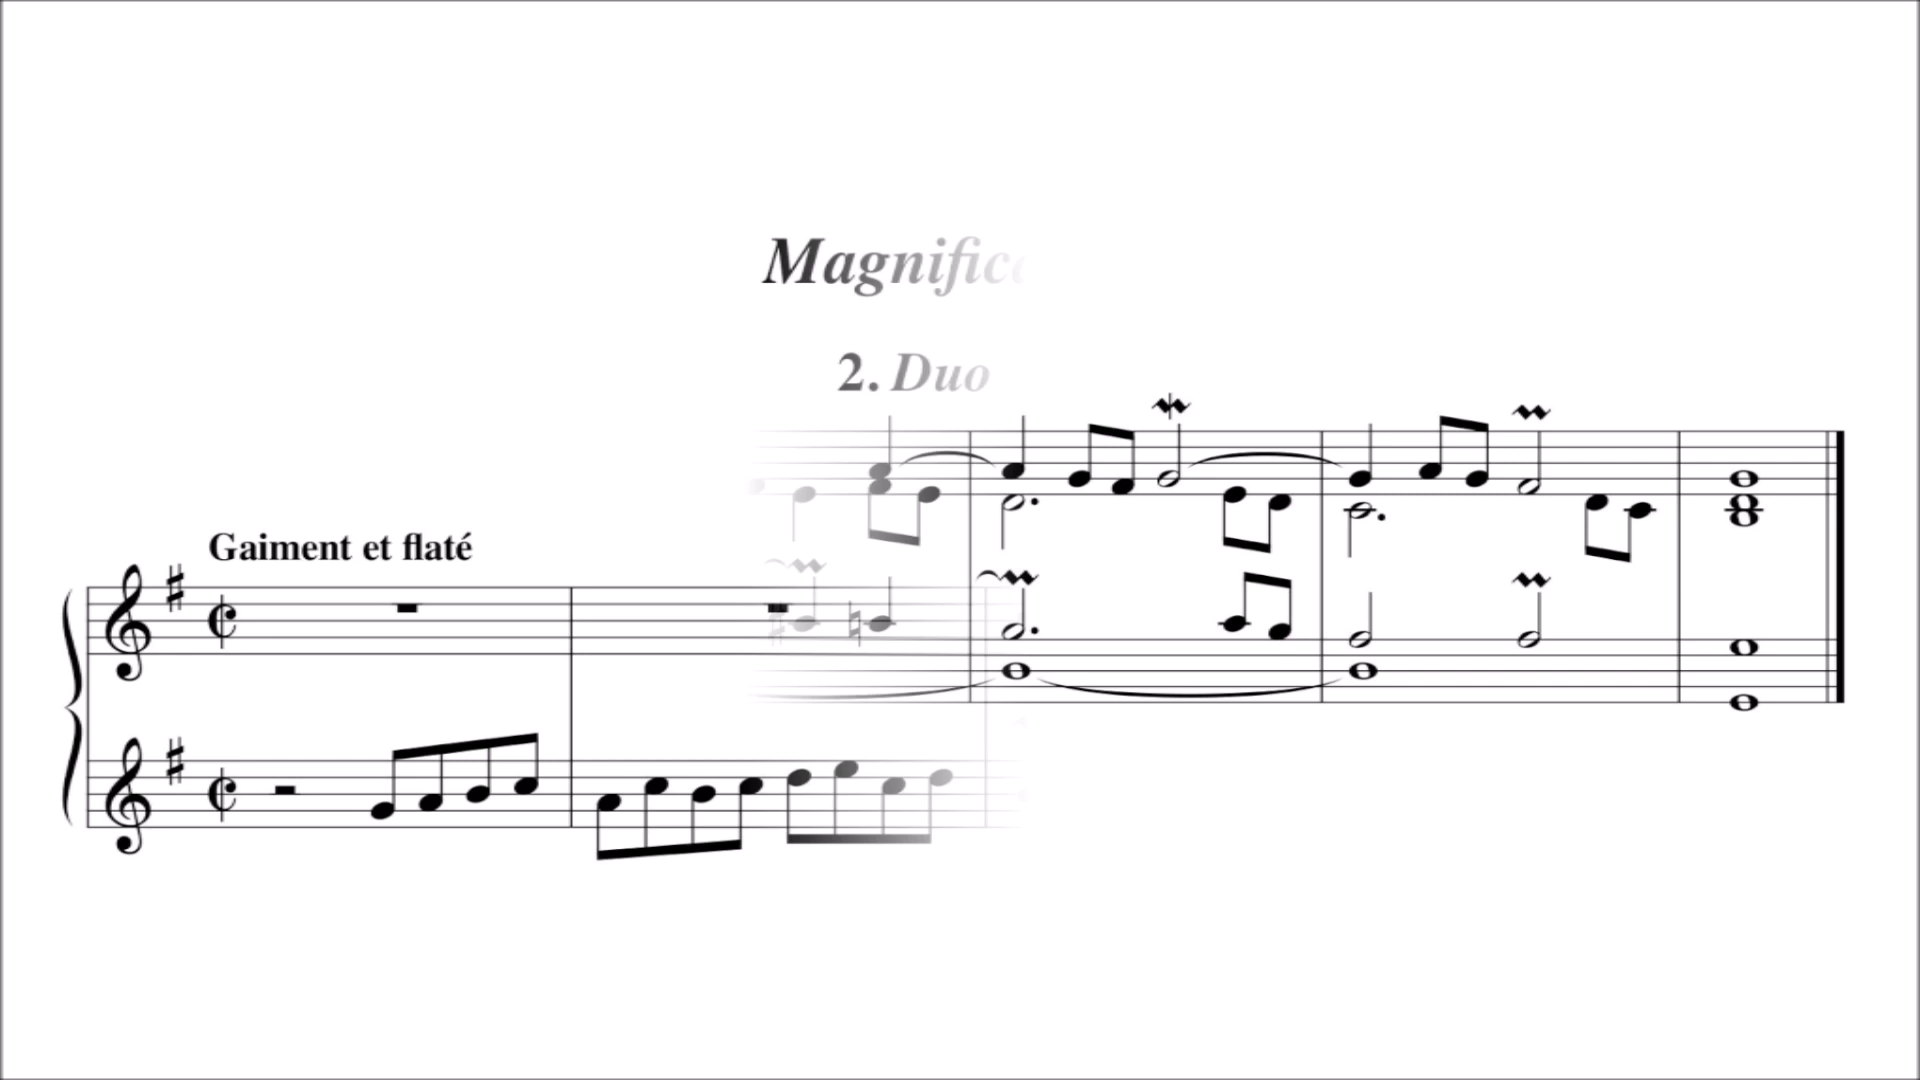 Magnific
2. Duo
Gaiment et flaté